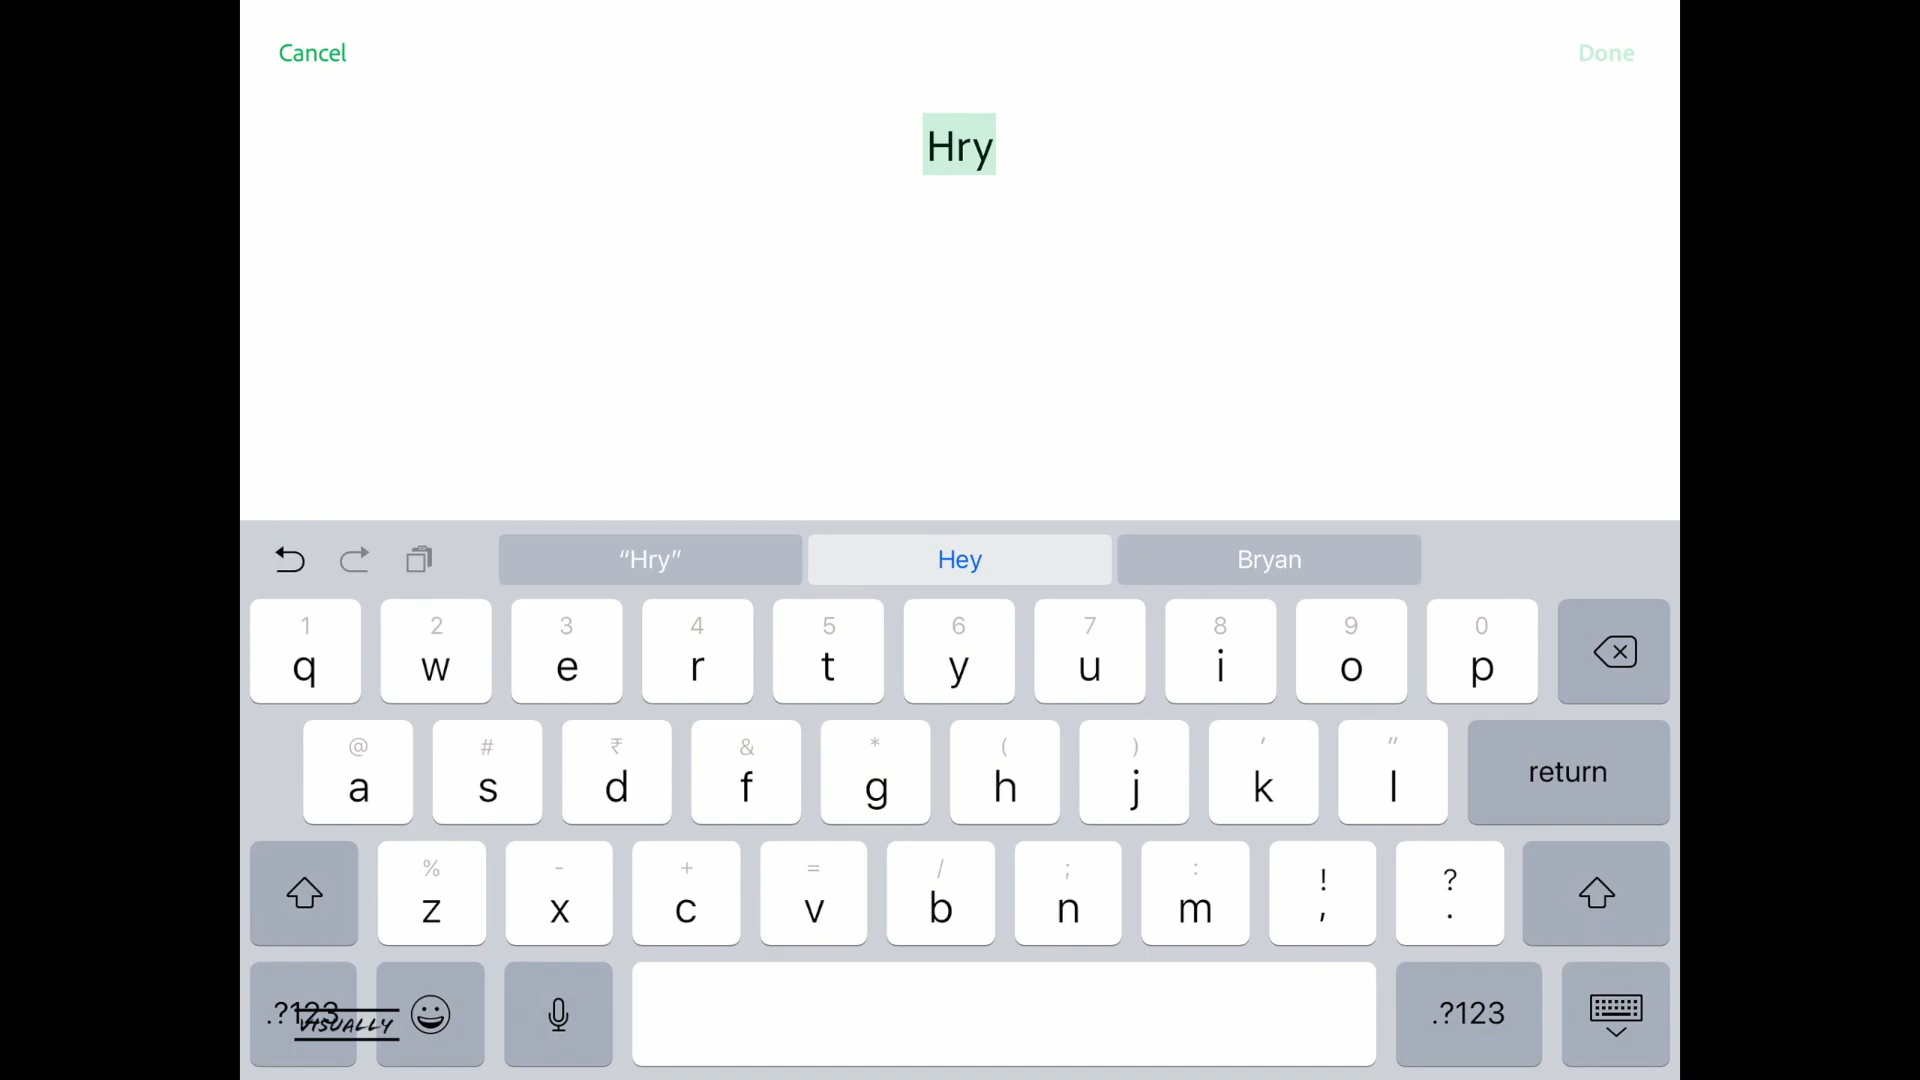 Cancel Done
Hry
“Hry” Hey Bryan
1 2 3 4 5 6 7 8 9 0
q w e r t y u i o p
@ # ₹ & * ( ) ' "
a s d f g h j k l return
% - + = / ; : ! ?
z x c v b n m , .
.?123 .?123
VISUALLY